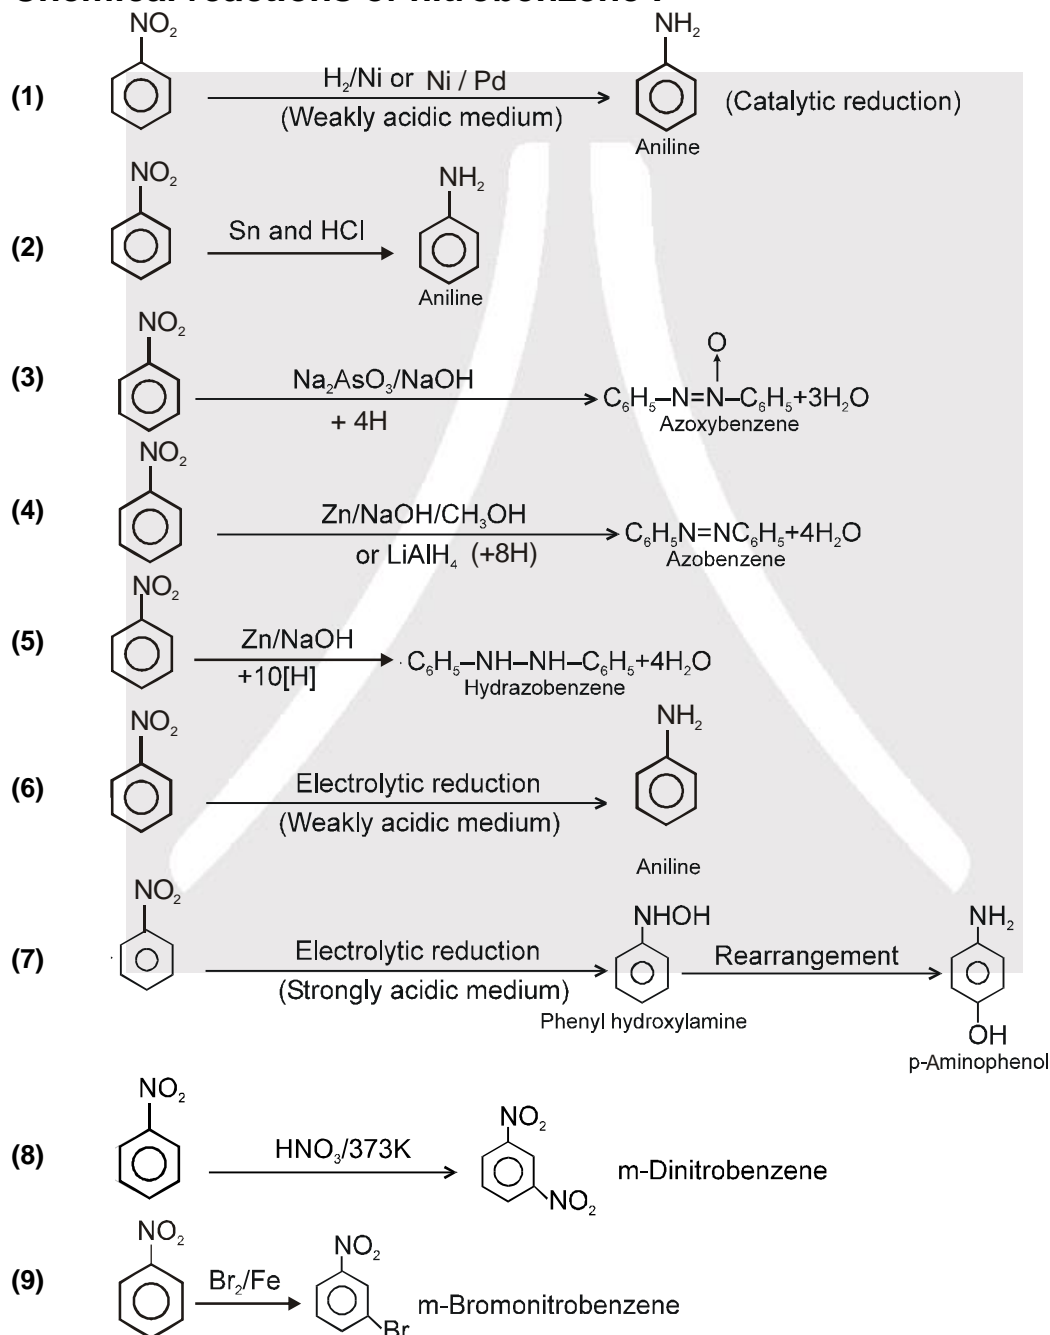 Chemical reactions of nitrobenzene :
(1) NO₂ H₂/Ni or Ni / Pd (Weakly acidic medium) NH₂ Aniline (Catalytic reduction)
(2) NO₂ Sn and HCl NH₂ Aniline
(3) NO₂ Na₂AsO₃/NaOH + 4H O C₆H₅–N=N–C₆H₅+3H₂O Azoxybenzene
(4) NO₂ Zn/NaOH/CH₃OH or LiAlH₄ (+8H) C₆H₅N=NC₆H₅+4H₂O Azobenzene
(5) NO₂ Zn/NaOH +10[H] C₆H₅–NH–NH–C₆H₅+4H₂O Hydrazobenzene
(6) NO₂ Electrolytic reduction (Weakly acidic medium) NH₂ Aniline
(7) NO₂ Electrolytic reduction (Strongly acidic medium) NHOH Phenyl hydroxylamine Rearrangement NH₂ OH p-Aminophenol
(8) NO₂ HNO₃/373K NO₂ NO₂ m-Dinitrobenzene
(9) NO₂ Br₂/Fe NO₂ Br m-Bromonitrobenzene